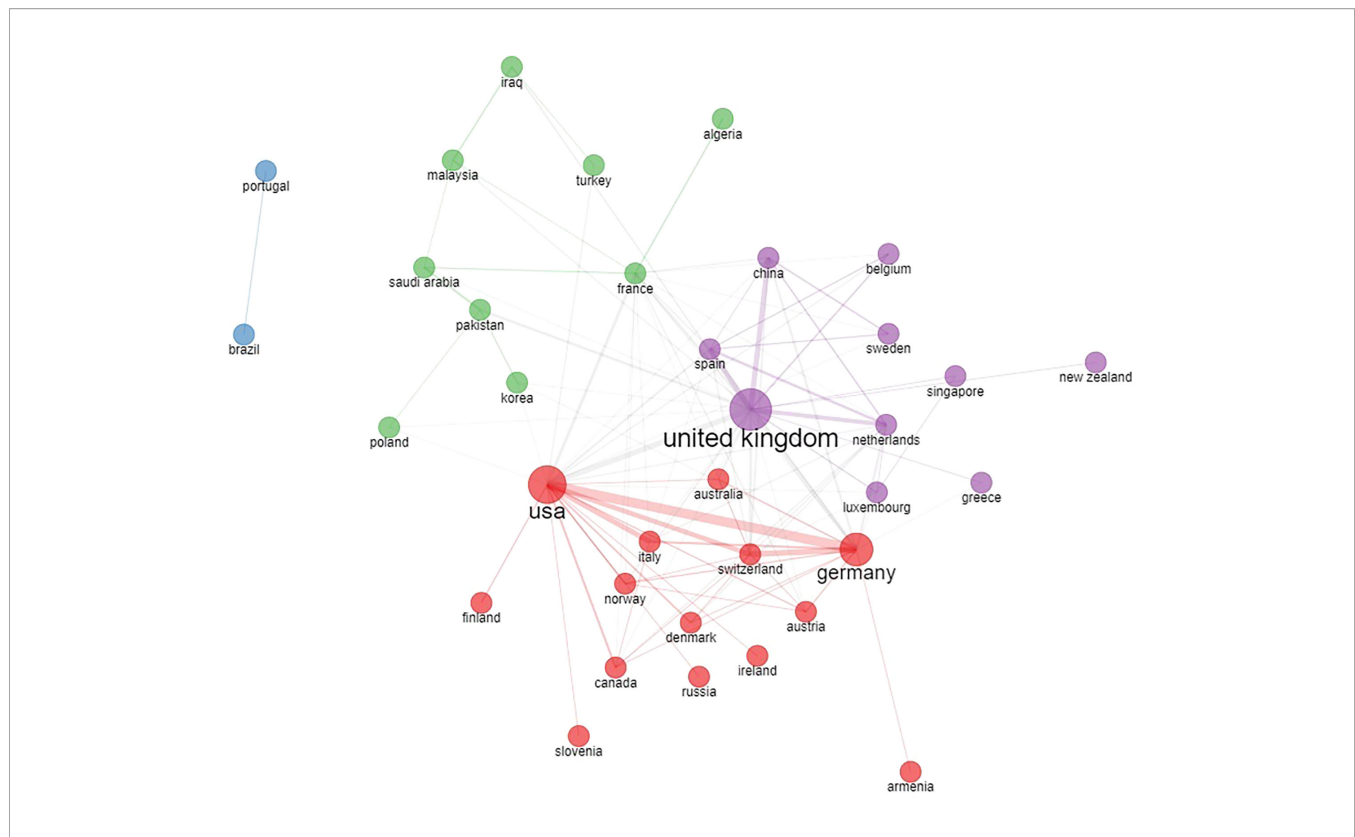 iraq
algeria
malaysia
turkey
portugal
saudi arabia
france
china
belgium
pakistan
brazil
spain
sweden
korea
singapore
new zealand
poland
united kingdom
netherlands
usa
australia
luxembourg
greece
italy
switzerland
germany
norway
finland
denmark
austria
ireland
canada
russia
slovenia
armenia